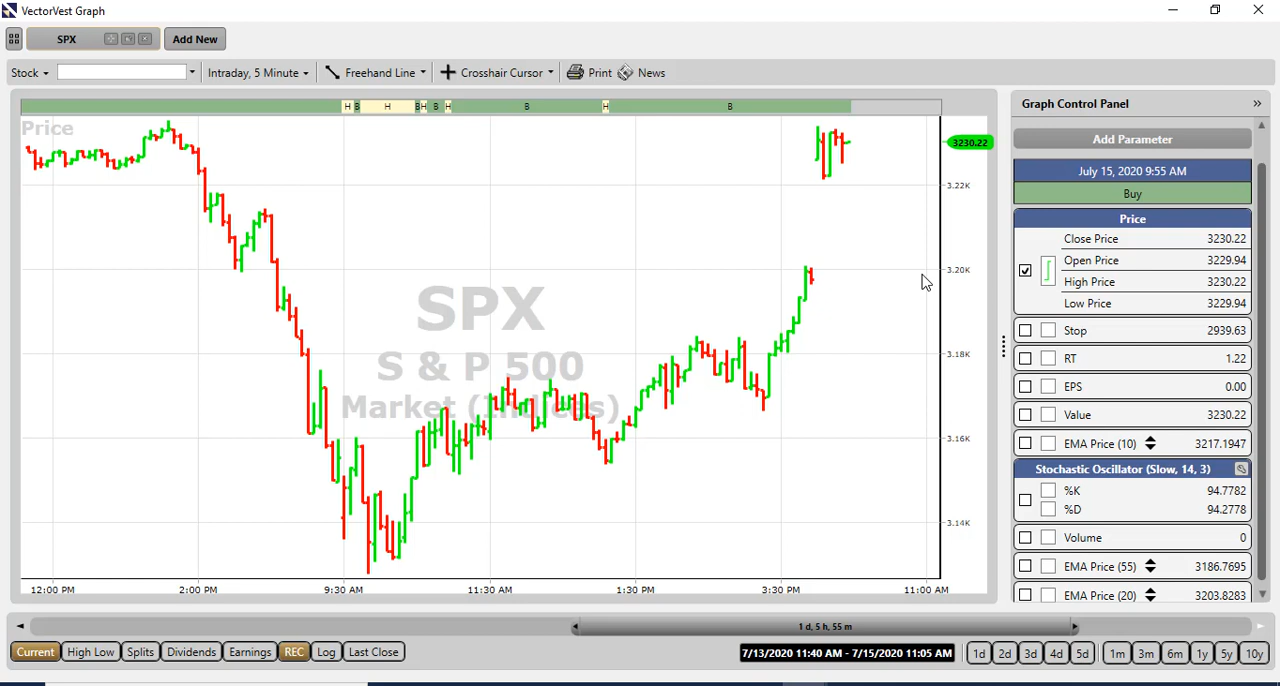 VectorVest Graph
SPX
Add New
Stock
Intraday, 5 Minute
Freehand Line
Crosshair Cursor
Print
News
H B H B H B H B H B
Price
SPX
S & P 500
Market (Indices)
3230.22
3.22K
3.20K
3.18K
3.16K
3.14K
12:00 PM 2:00 PM 9:30 AM 11:30 AM 1:30 PM 3:30 PM 11:00 AM
Graph Control Panel
Add Parameter
July 15, 2020 9:55 AM
Buy
Price
Close Price 3230.22
Open Price 3229.94
High Price 3230.22
Low Price 3229.94
Stop 2939.63
RT 1.22
EPS 0.00
Value 3230.22
EMA Price (10) 3217.1947
Stochastic Oscillator (Slow, 14, 3)
%K 94.7782
%D 94.2778
Volume 0
EMA Price (55) 3186.7695
EMA Price (20) 3203.8283
1 d, 5 h, 55 m
Current High Low Splits Dividends Earnings REC Log Last Close
7/13/2020 11:40 AM - 7/15/2020 11:05 AM
1d 2d 3d 4d 5d 1m 3m 6m 1y 5y 10y